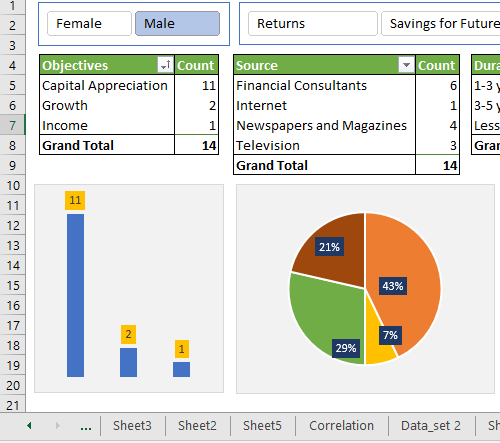 1
Female Male Returns Savings for Future
2
3
4 Objectives Count Source Count Dura
5 Capital Appreciation 11 Financial Consultants 6 1-3 y
6 Growth 2 Internet 1 3-5 y
7 Income 1 Newspapers and Magazines 4 Less
8 Grand Total 14 Television 3 Gran
9 Grand Total 14
10
11 11
12
13 21%
14
15 43%
16
17 2 7%
18 1 29%
19
20
21
... Sheet3 Sheet2 Sheet5 Correlation Data_set 2